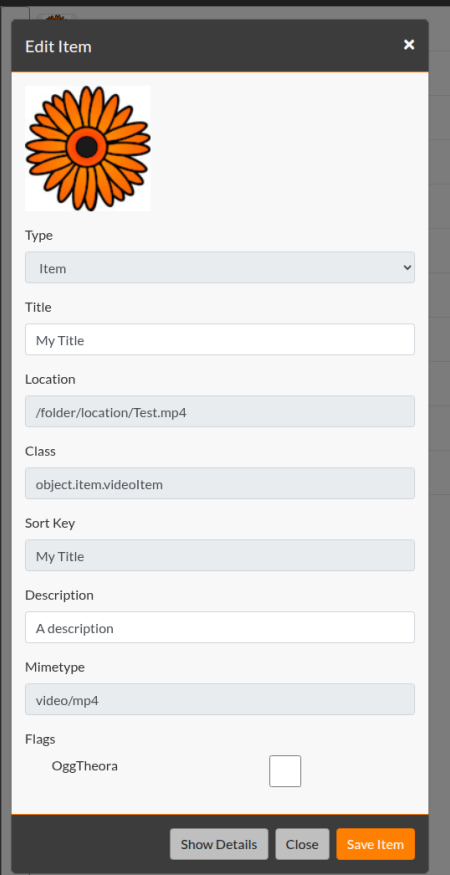 Edit Item
×
Type
Item
Title
My Title
Location
/folder/location/Test.mp4
Class
object.item.videoItem
Sort Key
My Title
Description
A description
Mimetype
video/mp4
Flags
OggTheora
Show Details Close Save Item